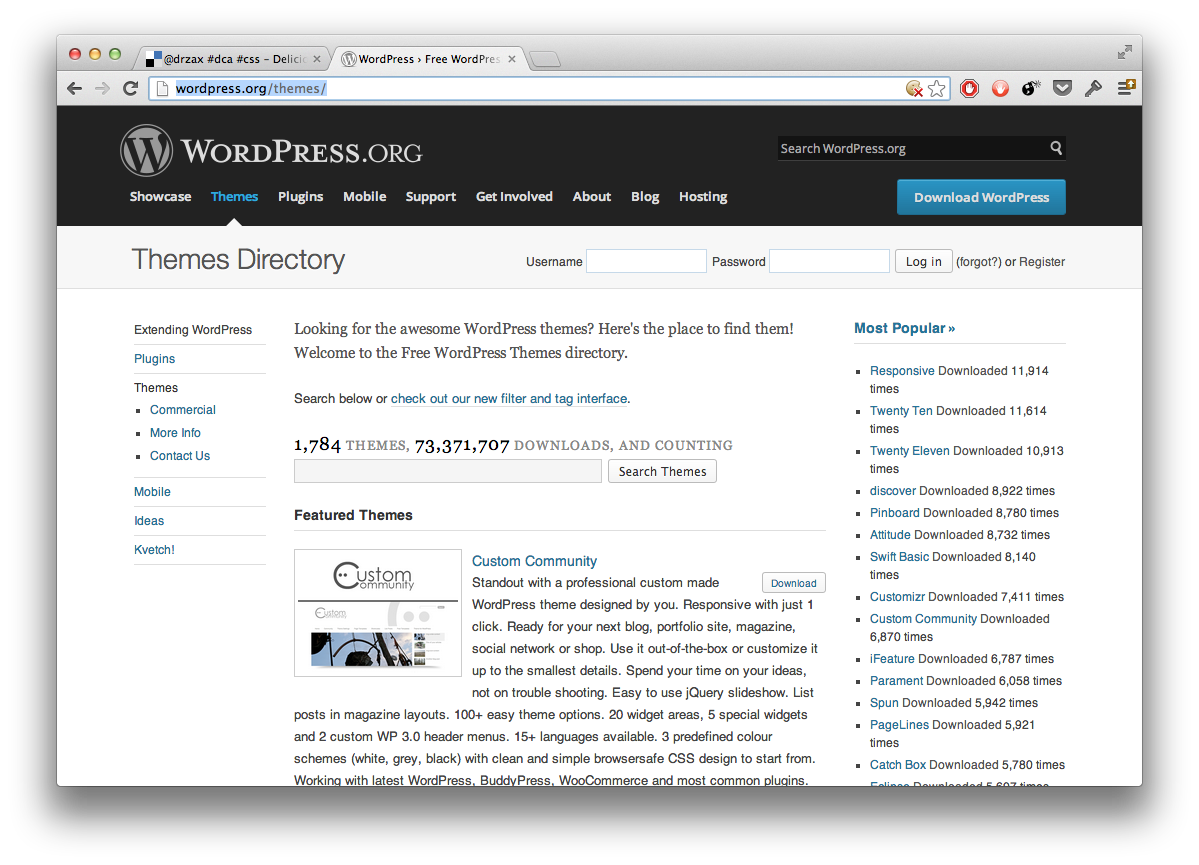 @drzax #dca #css – Delici
WordPress › Free WordPres
wordpress.org/themes/
WORDPRESS.ORG
Search WordPress.org
Showcase Themes Plugins Mobile Support Get Involved About Blog Hosting
Download WordPress
Themes Directory
Username Password Log in (forgot?) or Register
Extending WordPress
Plugins
Themes
Commercial
More Info
Contact Us
Mobile
Ideas
Kvetch!
Looking for the awesome WordPress themes? Here's the place to find them!
Welcome to the Free WordPress Themes directory.
Search below or check out our new filter and tag interface.
1,784 THEMES, 73,371,707 DOWNLOADS, AND COUNTING
Search Themes
Featured Themes
Custom Community
Custom Community
Download
Standout with a professional custom made
WordPress theme designed by you. Responsive with just 1
click. Ready for your next blog, portfolio site, magazine,
social network or shop. Use it out-of-the-box or customize it
up to the smallest details. Spend your time on your ideas,
not on trouble shooting. Easy to use jQuery slideshow. List
posts in magazine layouts. 100+ easy theme options. 20 widget areas, 5 special widgets
and 2 custom WP 3.0 header menus. 15+ languages available. 3 predefined colour
schemes (white, grey, black) with clean and simple browsersafe CSS design to start from.
Working with latest WordPress, BuddyPress, WooCommerce and most common plugins.
Most Popular »
Responsive Downloaded 11,914
times
Twenty Ten Downloaded 11,614
times
Twenty Eleven Downloaded 10,913
times
discover Downloaded 8,922 times
Pinboard Downloaded 8,780 times
Attitude Downloaded 8,732 times
Swift Basic Downloaded 8,140
times
Customizr Downloaded 7,411 times
Custom Community Downloaded
6,870 times
iFeature Downloaded 6,787 times
Parament Downloaded 6,058 times
Spun Downloaded 5,942 times
PageLines Downloaded 5,921
times
Catch Box Downloaded 5,780 times